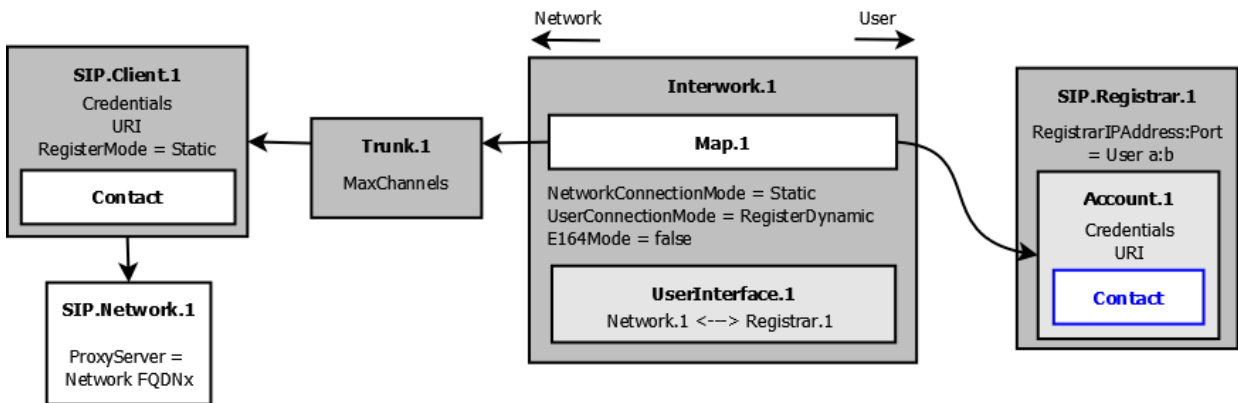 Network
User
SIP.Client.1
Credentials
URI
RegisterMode = Static
Contact
SIP.Network.1
ProxyServer =
Network FQDNx
Trunk.1
MaxChannels
Interwork.1
Map.1
NetworkConnectionMode = Static
UserConnectionMode = RegisterDynamic
E164Mode = false
UserInterface.1
Network.1 <---> Registrar.1
SIP.Registrar.1
RegistrarIPAddress:Port
= User a:b
Account.1
Credentials
URI
Contact